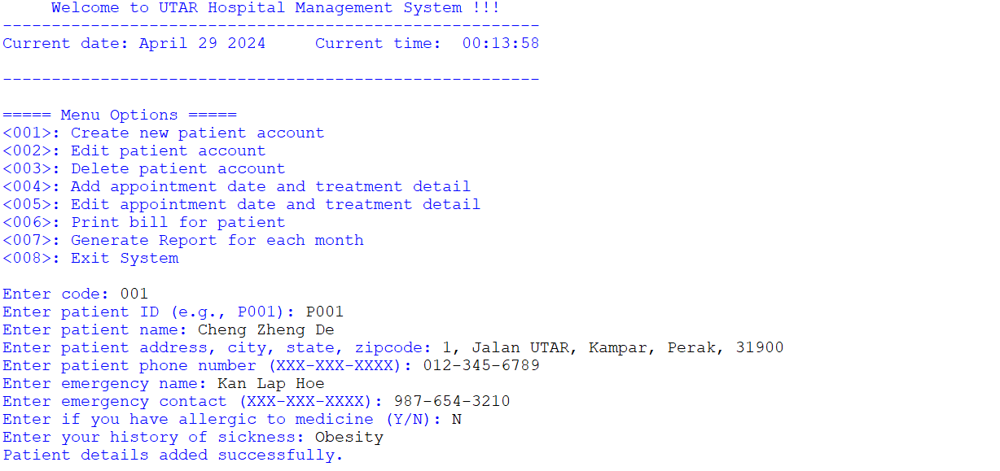 Welcome to UTAR Hospital Management System !!!
-------------------------------------------------------
Current date: April 29 2024     Current time:  00:13:58
-------------------------------------------------------
===== Menu Options =====
<001>: Create new patient account
<002>: Edit patient account
<003>: Delete patient account
<004>: Add appointment date and treatment detail
<005>: Edit appointment date and treatment detail
<006>: Print bill for patient
<007>: Generate Report for each month
<008>: Exit System
Enter code: 001
Enter patient ID (e.g., P001): P001
Enter patient name: Cheng Zheng De
Enter patient address, city, state, zipcode: 1, Jalan UTAR, Kampar, Perak, 31900
Enter patient phone number (XXX-XXX-XXXX): 012-345-6789
Enter emergency name: Kan Lap Hoe
Enter emergency contact (XXX-XXX-XXXX): 987-654-3210
Enter if you have allergic to medicine (Y/N): N
Enter your history of sickness: Obesity
Patient details added successfully.